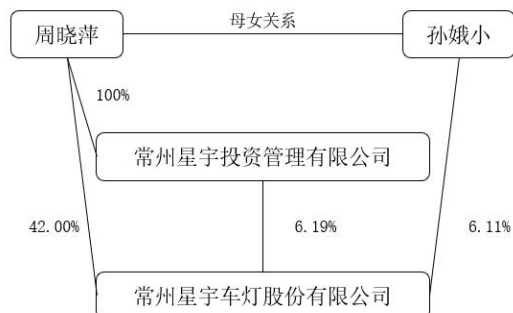 母女关系
周晓萍
孙娥小
100%
常州星宇投资管理有限公司
42.00%
6.19%
6.11%
常州星宇车灯股份有限公司